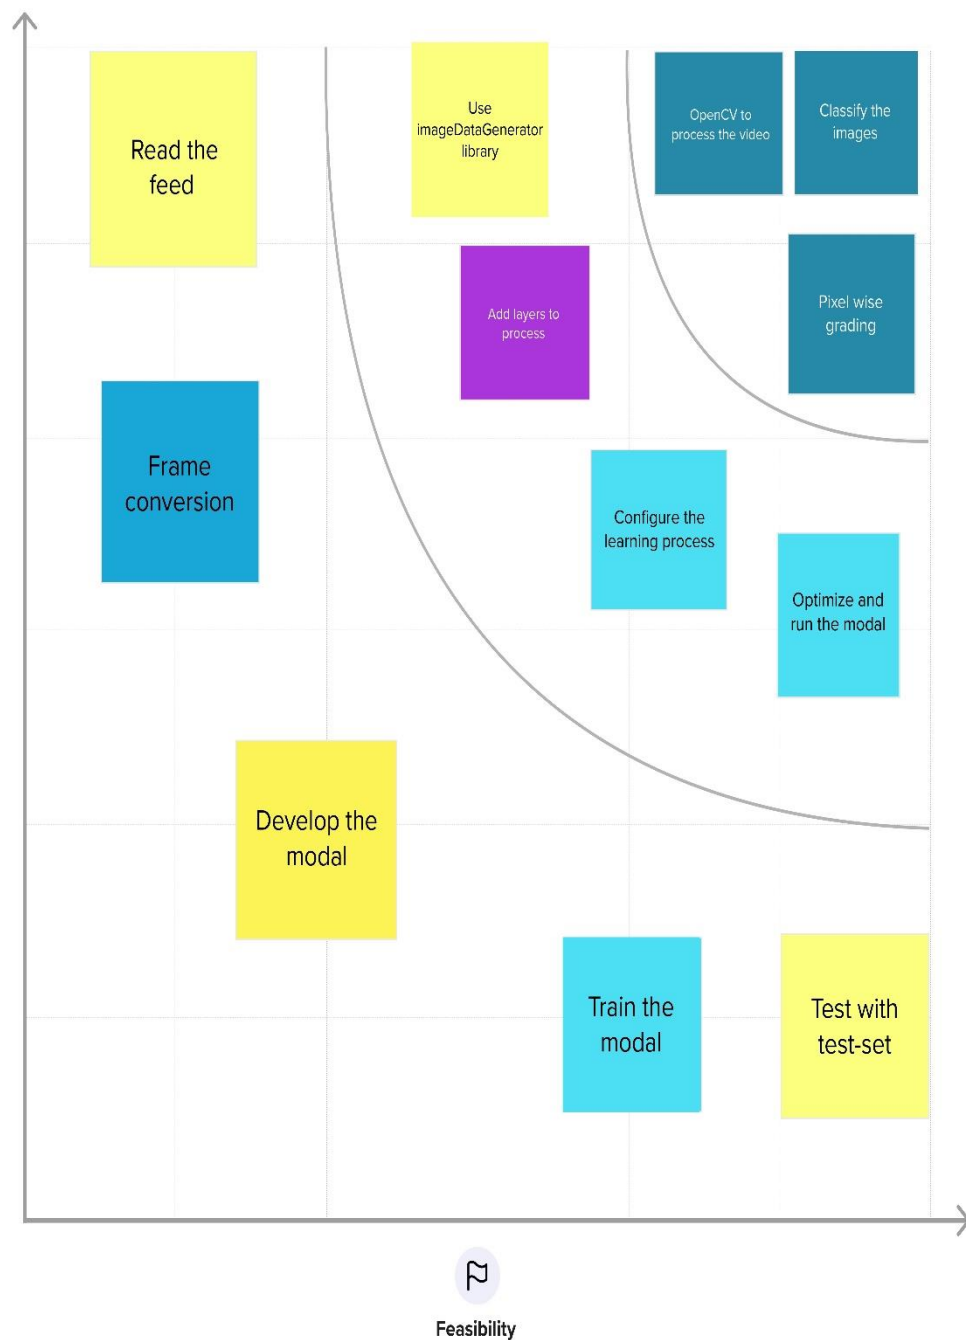 Read the
feed
Use
imageDataGenerator
library
OpenCV to
process the video
Classify the
images
Add layers to
process
Pixel wise
grading
Frame
conversion
Configure the
learning process
Optimize and
run the modal
Develop the
modal
Train the
modal
Test with
test-set
Feasibility